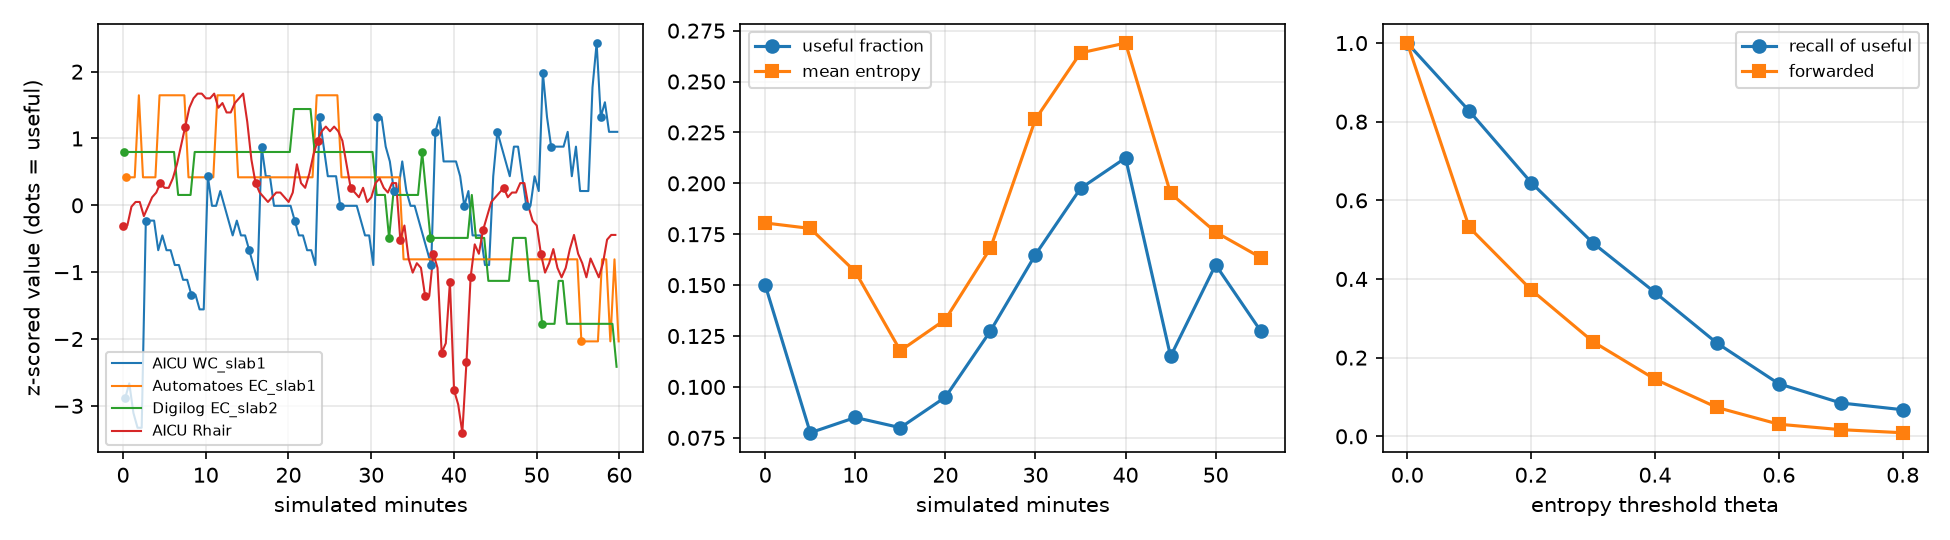 z-scored value (dots = useful)
2
1
0
−1
−2
−3
AICU WC_slab1
Automatoes EC_slab1
Digilog EC_slab2
AICU Rhair
0 10 20 30 40 50 60
simulated minutes
0.275
0.250
0.225
0.200
0.175
0.150
0.125
0.100
0.075
useful fraction
mean entropy
0 10 20 30 40 50
simulated minutes
1.0
0.8
0.6
0.4
0.2
0.0
recall of useful
forwarded
0.0 0.2 0.4 0.6 0.8
entropy threshold theta